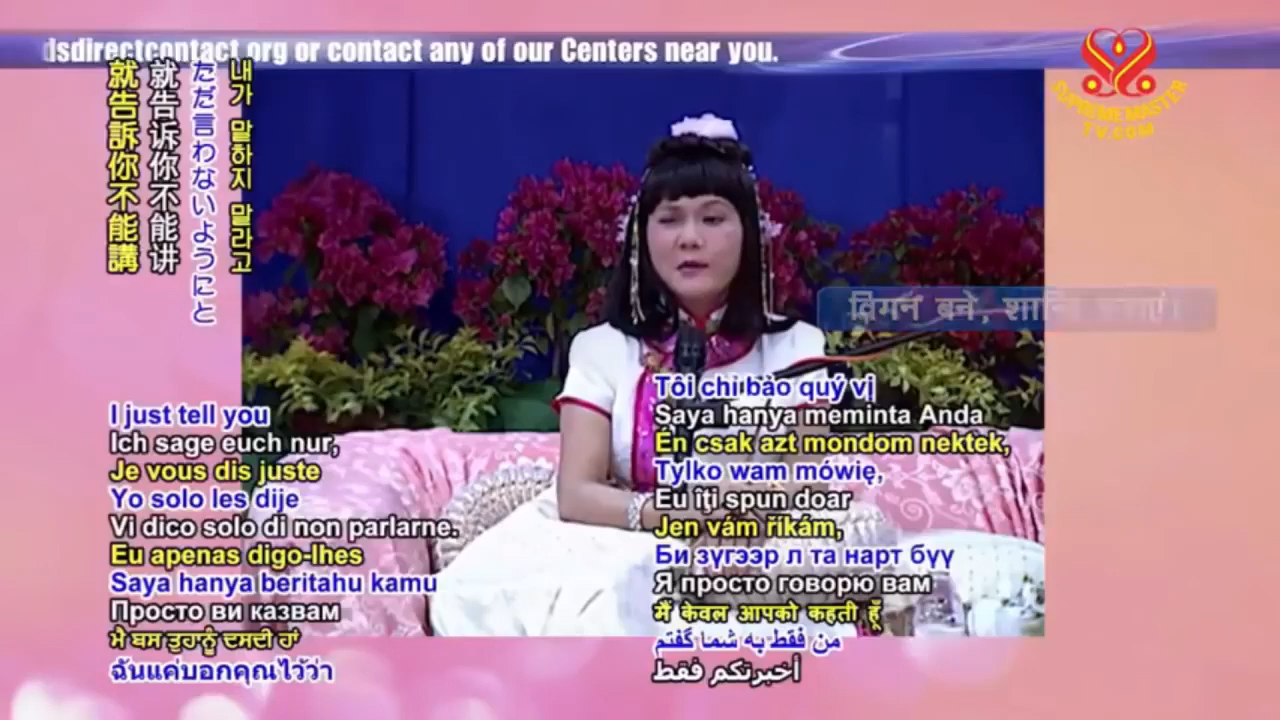 dsdirectcontact.org or contact any of our Centers near you.
SUPREMEMASTER
TV.COM
내가 말하지 말라고
ただ言わないようにと
就告诉你不能讲
就告訴你不能講
विगन बने, शान्ति
I just tell you
Ich sage euch nur,
Je vous dis juste
Yo solo les dije
Vi dico solo di non parlarne.
Eu apenas digo-lhes
Saya hanya beritahu kamu
Просто ви казвам
ਮੈ ਬਸ ਤੁਹਾਨੂੰ ਦਸਦੀ ਹਾਂ
ฉันแค่บอกคุณไว้ว่า
Tôi chỉ bảo quý vị
Saya hanya meminta Anda
Én csak azt mondom nektek,
Tylko wam mówię,
Eu îţi spun doar
Jen vám říkám,
Би зүгээр л та нарт бүү
Я просто говорю вам
मैं केवल आपको कहती हूँ
من فقط به شما گفتم
أخبرتكم فقط